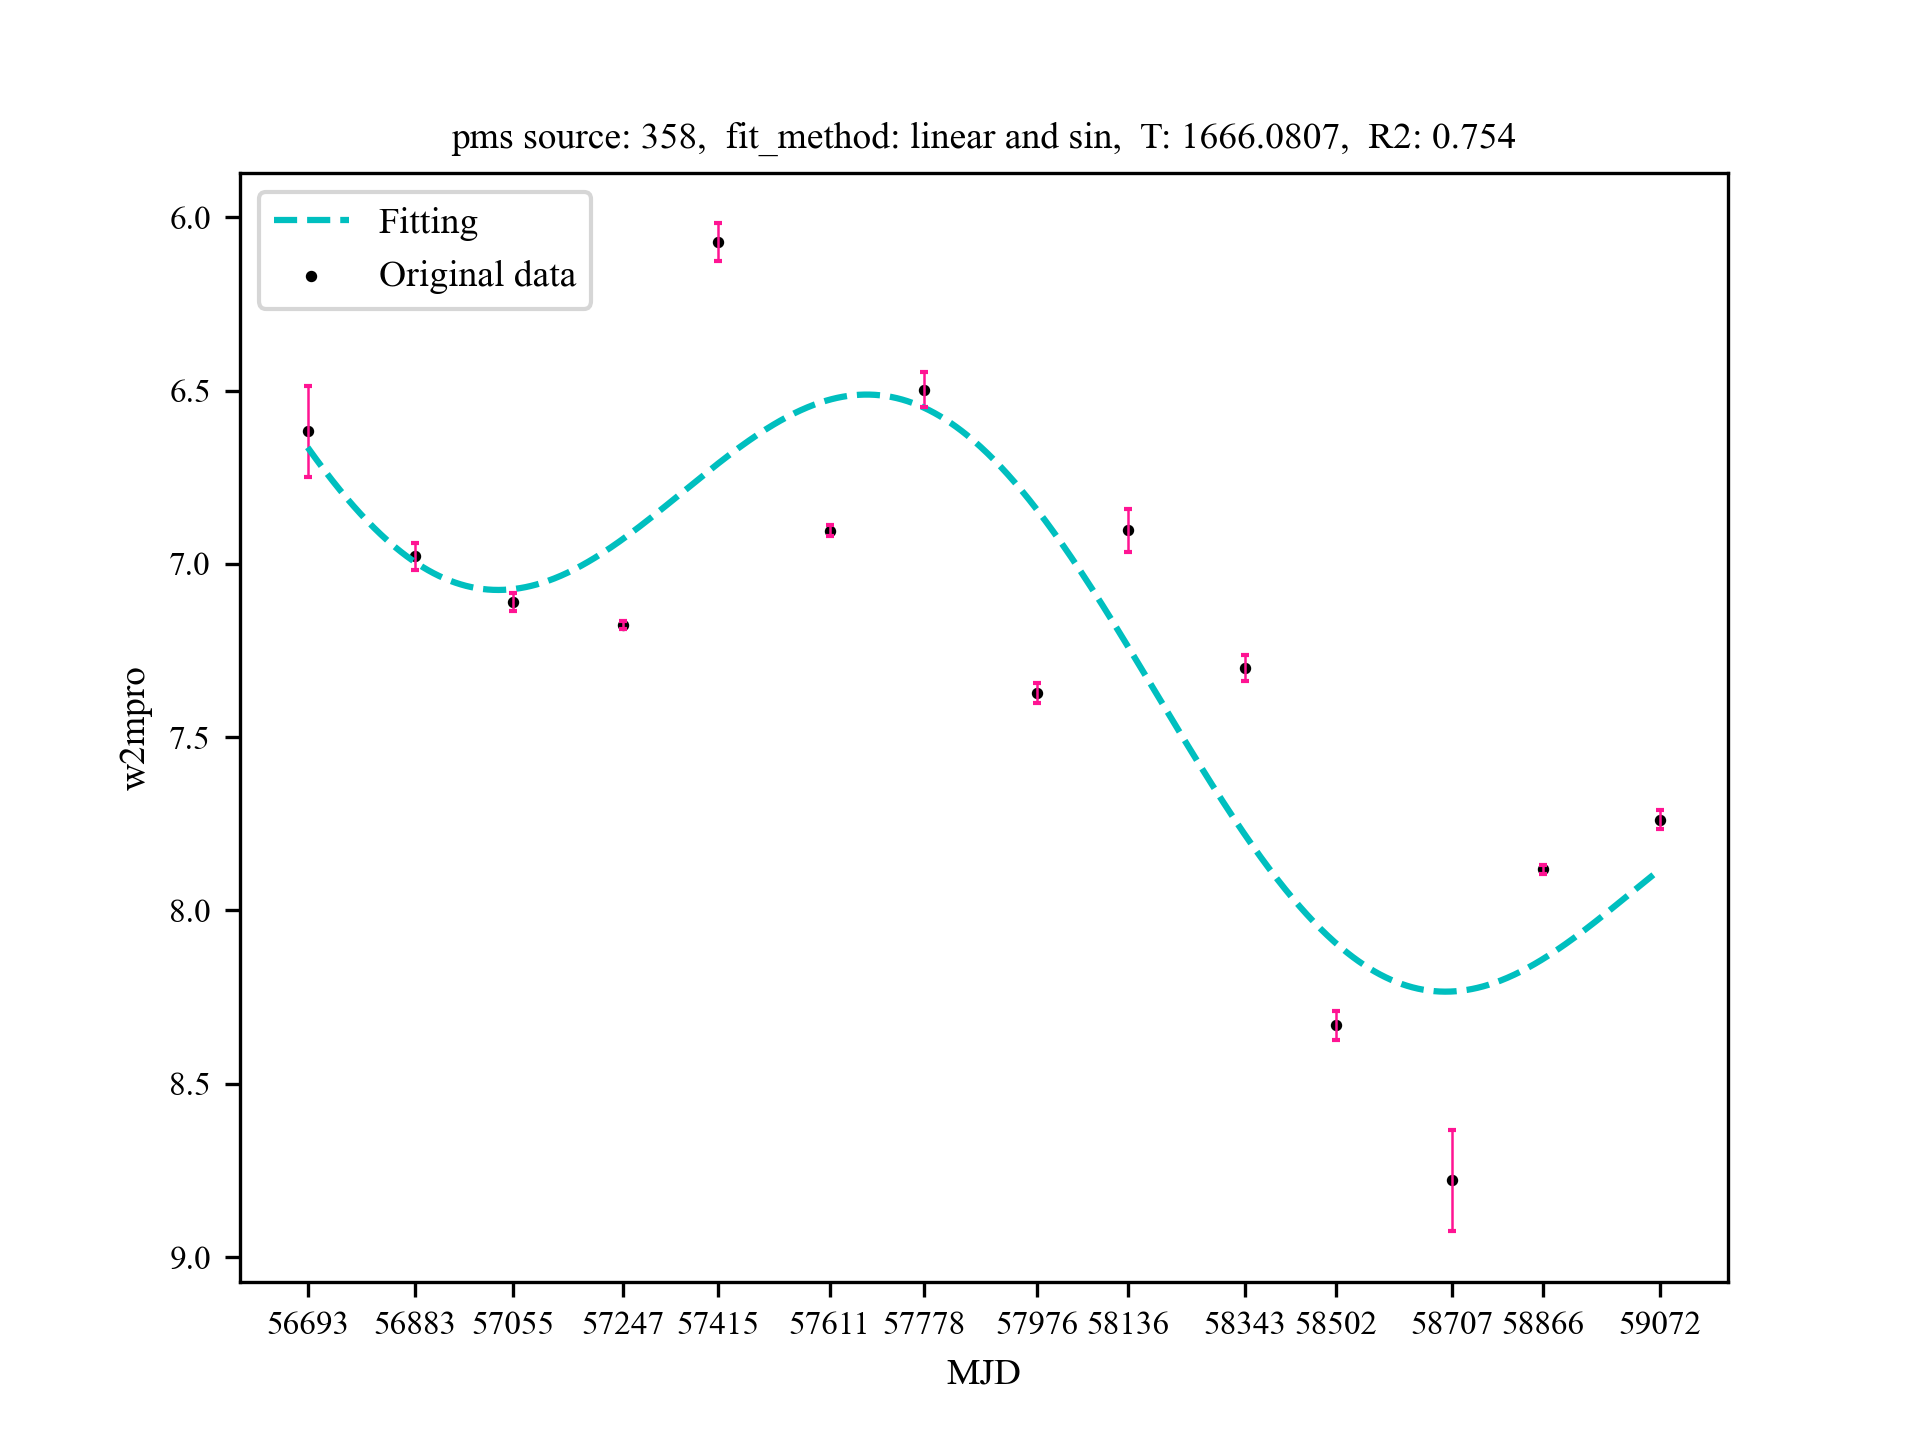 pms source: 358,  fit_method: linear and sin,  T: 1666.0807,  R2: 0.754
Fitting
Original data
6.0
6.5
7.0
7.5
8.0
8.5
9.0
w2mpro
56693 56883 57055 57247 57415 57611 57778 57976 58136 58343 58502 58707 58866 59072
MJD